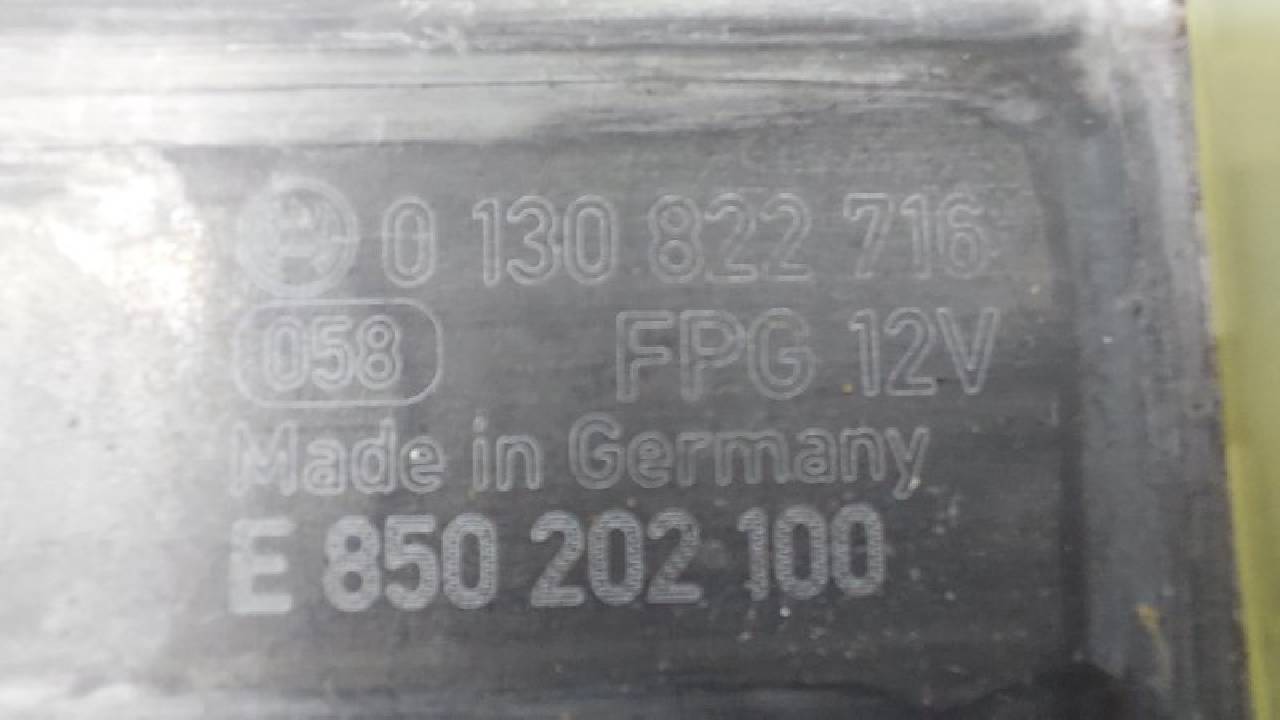 0 130 822 716
058 FPG 12V
Made in Germany
E 850 202 100